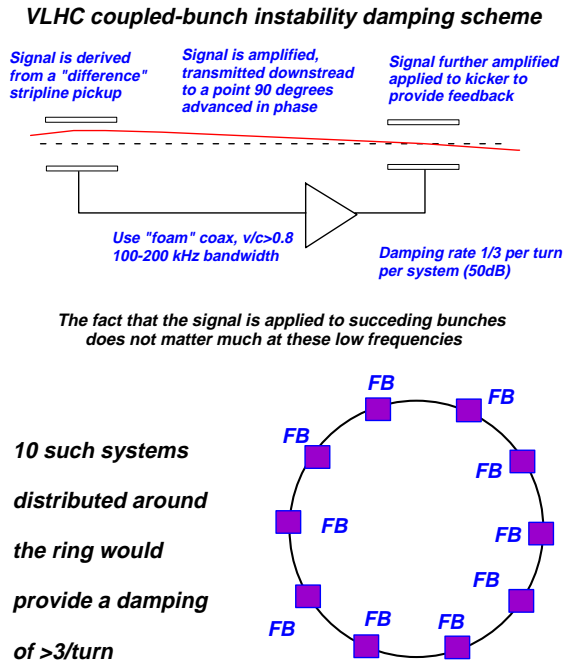 VLHC coupled-bunch instability damping scheme
Signal is derived
from a "difference"
stripline pickup
Signal is amplified,
transmitted downstread
to a point 90 degrees
advanced in phase
Signal further amplified
applied to kicker to
provide feedback
Use "foam" coax, v/c>0.8
100-200 kHz bandwidth
Damping rate 1/3 per turn
per system (50dB)
The fact that the signal is applied to succeding bunches
does not matter much at these low frequencies
10 such systems
distributed around
the ring would
provide a damping
of >3/turn
FB
FB
FB
FB
FB
FB
FB
FB
FB
FB